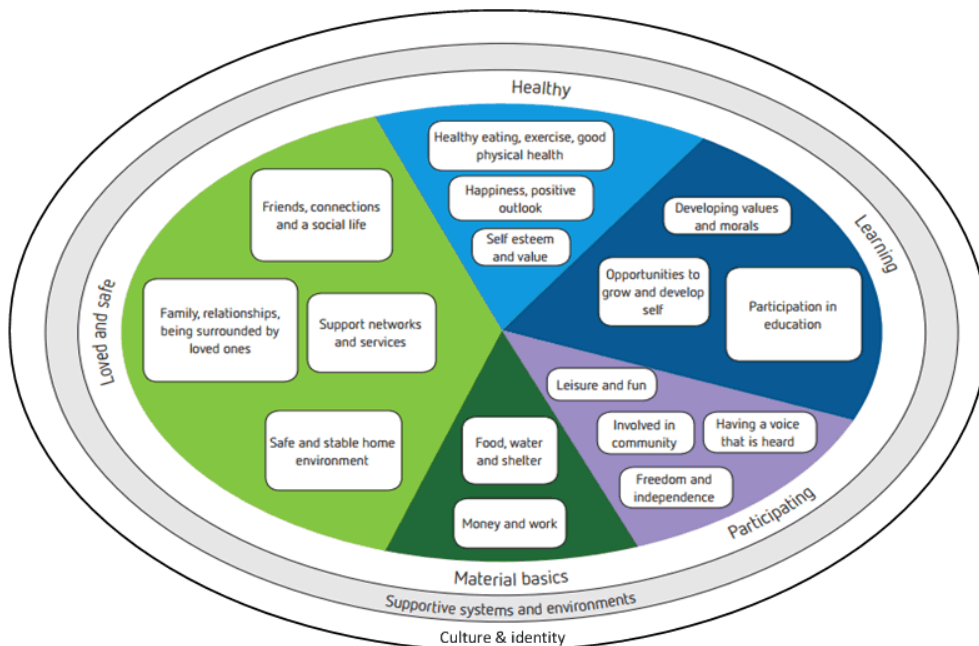 Healthy
Healthy eating, exercise, good
physical health
Happiness, positive
outlook
Self esteem
and value
Learning
Developing values
and morals
Opportunities to
grow and develop
self
Participation in
education
Loved and safe
Friends, connections
and a social life
Family, relationships,
being surrounded by
loved ones
Support networks
and services
Safe and stable home
environment
Participating
Leisure and fun
Involved in
community
Having a voice
that is heard
Freedom and
independence
Material basics
Food, water
and shelter
Money and work
Supportive systems and environments
Culture & identity